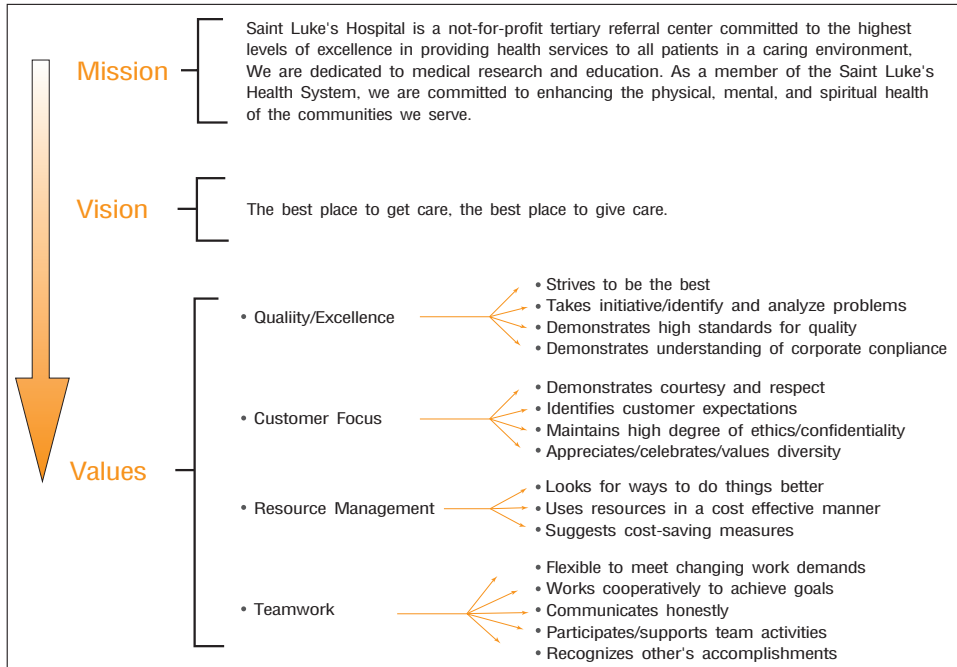 Mission
Saint Luke's Hospital is a not-for-profit tertiary referral center committed to the highest
levels of excellence in providing health services to all patients in a caring environment,
We are dedicated to medical research and education. As a member of the Saint Luke's
Health System, we are committed to enhancing the physical, mental, and spiritual health
of the communities we serve.
Vision
The best place to get care, the best place to give care.
Values
• Qualiity/Excellence
• Strives to be the best
• Takes initiative/identify and analyze problems
• Demonstrates high standards for quality
• Demonstrates understanding of corporate conpliance
• Customer Focus
• Demonstrates courtesy and respect
• Identifies customer expectations
• Maintains high degree of ethics/confidentiality
• Appreciates/celebrates/values diversity
• Resource Management
• Looks for ways to do things better
• Uses resources in a cost effective manner
• Suggests cost-saving measures
• Teamwork
• Flexible to meet changing work demands
• Works cooperatively to achieve goals
• Communicates honestly
• Participates/supports team activities
• Recognizes other's accomplishments